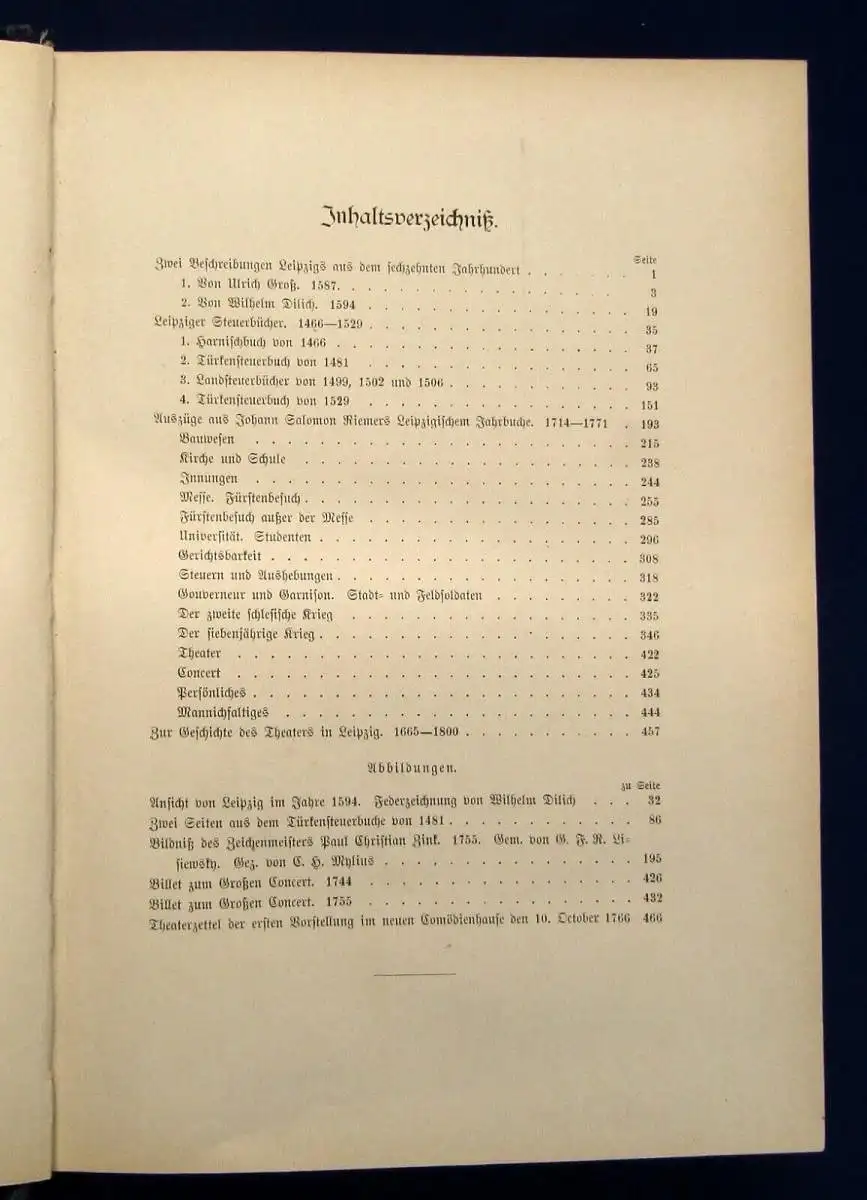 Inhaltsverzeichniß.
Seite
Zwei Beschreibungen Leipzigs aus dem sechzehnten Jahrhundert . . . . . . 1
1. Von Ulrich Groß. 1587. . . . . . . . . . . . . . . 3
2. Von Wilhelm Dilich. 1594 . . . . . . . . . . . . . . 19
Leipziger Steuerbücher. 1466—1529 . . . . . . . . . . . . . . 35
1. Harnischbuch von 1466 . . . . . . . . . . . . . . . 37
2. Türkensteuerbuch von 1481 . . . . . . . . . . . . . . 65
3. Landsteuerbücher von 1499, 1502 und 1506 . . . . . . . . . . 93
4. Türkensteuerbuch von 1529 . . . . . . . . . . . . . . 151
Auszüge aus Johann Salomon Riemers Leipzigischem Jahrbuche. 1714—1771 . 193
Bauwesen . . . . . . . . . . . . . . . . . . . . 215
Kirche und Schule . . . . . . . . . . . . . . . . . 238
Innungen . . . . . . . . . . . . . . . . . . . . 244
Messe. Fürstenbesuch . . . . . . . . . . . . . . . . . 255
Fürstenbesuch außer der Messe . . . . . . . . . . . . . . 285
Universität. Studenten . . . . . . . . . . . . . . . . 296
Gerichtsbarkeit . . . . . . . . . . . . . . . . . . . 308
Steuern und Aushebungen . . . . . . . . . . . . . . . . 318
Gouverneur und Garnison. Stadt- und Feldsoldaten . . . . . . . . 322
Der zweite schlesische Krieg . . . . . . . . . . . . . . . 335
Der siebenjährige Krieg . . . . . . . . . . . . . . . . . 346
Theater . . . . . . . . . . . . . . . . . . . . . 422
Concert . . . . . . . . . . . . . . . . . . . . . 425
Persönliches . . . . . . . . . . . . . . . . . . . . 434
Mannichfaltiges . . . . . . . . . . . . . . . . . . 444
Zur Geschichte des Theaters in Leipzig. 1665—1800 . . . . . . . . . . 457
Abbildungen.
zu Seite
Ansicht von Leipzig im Jahre 1594. Federzeichnung von Wilhelm Dilich . . . 32
Zwei Seiten aus dem Türkensteuerbuche von 1481 . . . . . . . . . . . 86
Bildniß des Zeichenmeisters Paul Christian Zink. 1755. Gem. von G. F. R. Li-
siewsky. Gez. von C. H. Mylius . . . . . . . . . . . . . . 195
Billet zum Großen Concert. 1744 . . . . . . . . . . . . . . . 426
Billet zum Großen Concert. 1755 . . . . . . . . . . . . . . . 432
Theaterzettel der ersten Vorstellung im neuen Comödienhause den 10. October 1766 466